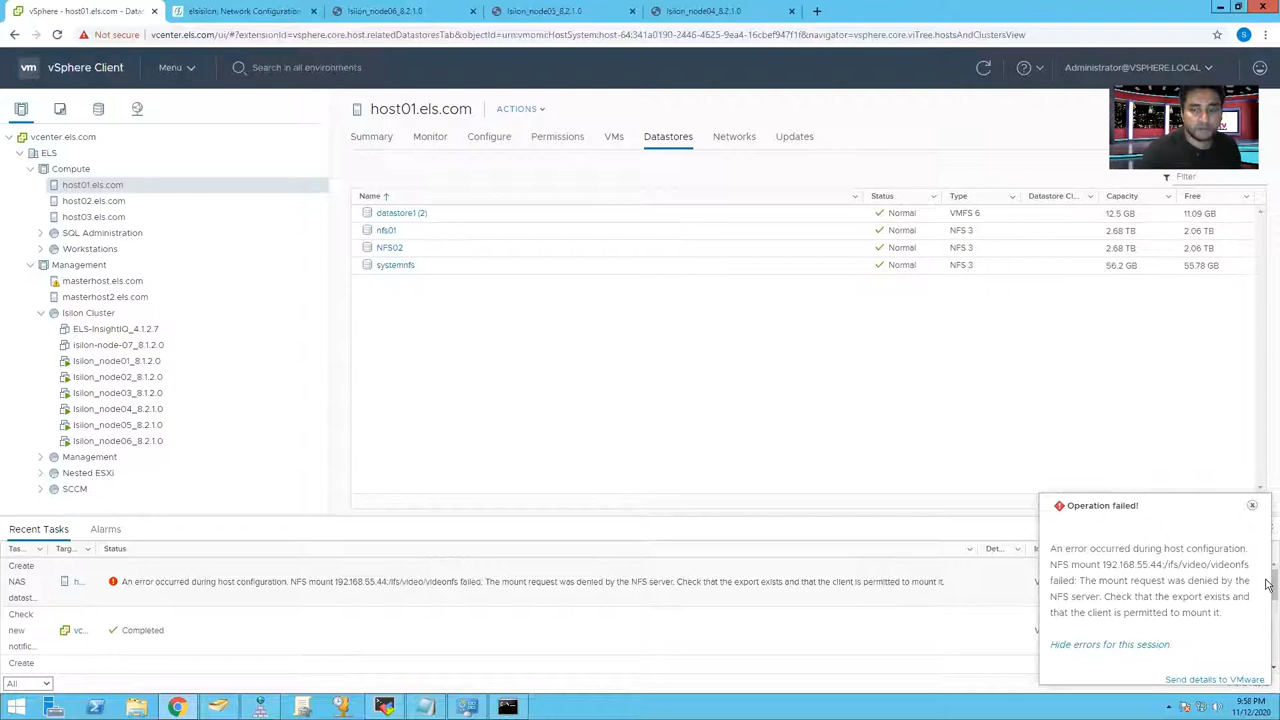 vSphere - host01.els.com - Datas
elsisilon, Network Configuration
Isilon_node06_8.2.1.0
Isilon_node05_8.2.1.0
Isilon_node04_8.2.1.0
Not secure vcenter.els.com/ui/#?extensionId=vsphere.core.host.relatedDatastoresTab&objectId=urn:vmomi:HostSystem:host-64:341a0190-2446-4625-9ea4-16cbef947f1f&navigator=vsphere.core.viTree.hostsAndClustersView
vm vSphere Client Menu Search in all environments Administrator@VSPHERE.LOCAL
host01.els.com ACTIONS
Summary Monitor Configure Permissions VMs Datastores Networks Updates
vcenter.els.com
ELS
Compute
host01.els.com
host02.els.com
host03.els.com
SQL Administration
Workstations
Management
masterhost.els.com
masterhost2.els.com
Isilon Cluster
ELS-InsightIQ_4.1.2.7
isilon-node-07_8.1.2.0
Isilon_node01_8.1.2.0
Isilon_node02_8.1.2.0
Isilon_node03_8.1.2.0
Isilon_node04_8.2.1.0
Isilon_node05_8.2.1.0
Isilon_node06_8.2.1.0
Management
Nested ESXi
SCCM
Filter
Name Status Type Datastore Cl... Capacity Free
datastore1 (2) Normal VMFS 6 12.5 GB 11.09 GB
nfs01 Normal NFS 3 2.68 TB 2.06 TB
NFS02 Normal NFS 3 2.68 TB 2.06 TB
systemnfs Normal NFS 3 56.2 GB 55.78 GB
Recent Tasks Alarms
Tas... Targ... Status Det...
Create
NAS h... An error occurred during host configuration. NFS mount 192.168.55.44:/ifs/video/videonfs failed: The mount request was denied by the NFS server. Check that the export exists and that the client is permitted to mount it.
datast...
Check
new vc... Completed
notific...
Create
All
Operation failed!
An error occurred during host configuration.
NFS mount 192.168.55.44:/ifs/video/videonfs
failed: The mount request was denied by the
NFS server. Check that the export exists and
that the client is permitted to mount it.
Hide errors for this session.
Send details to VMware
9:58 PM
11/12/2020